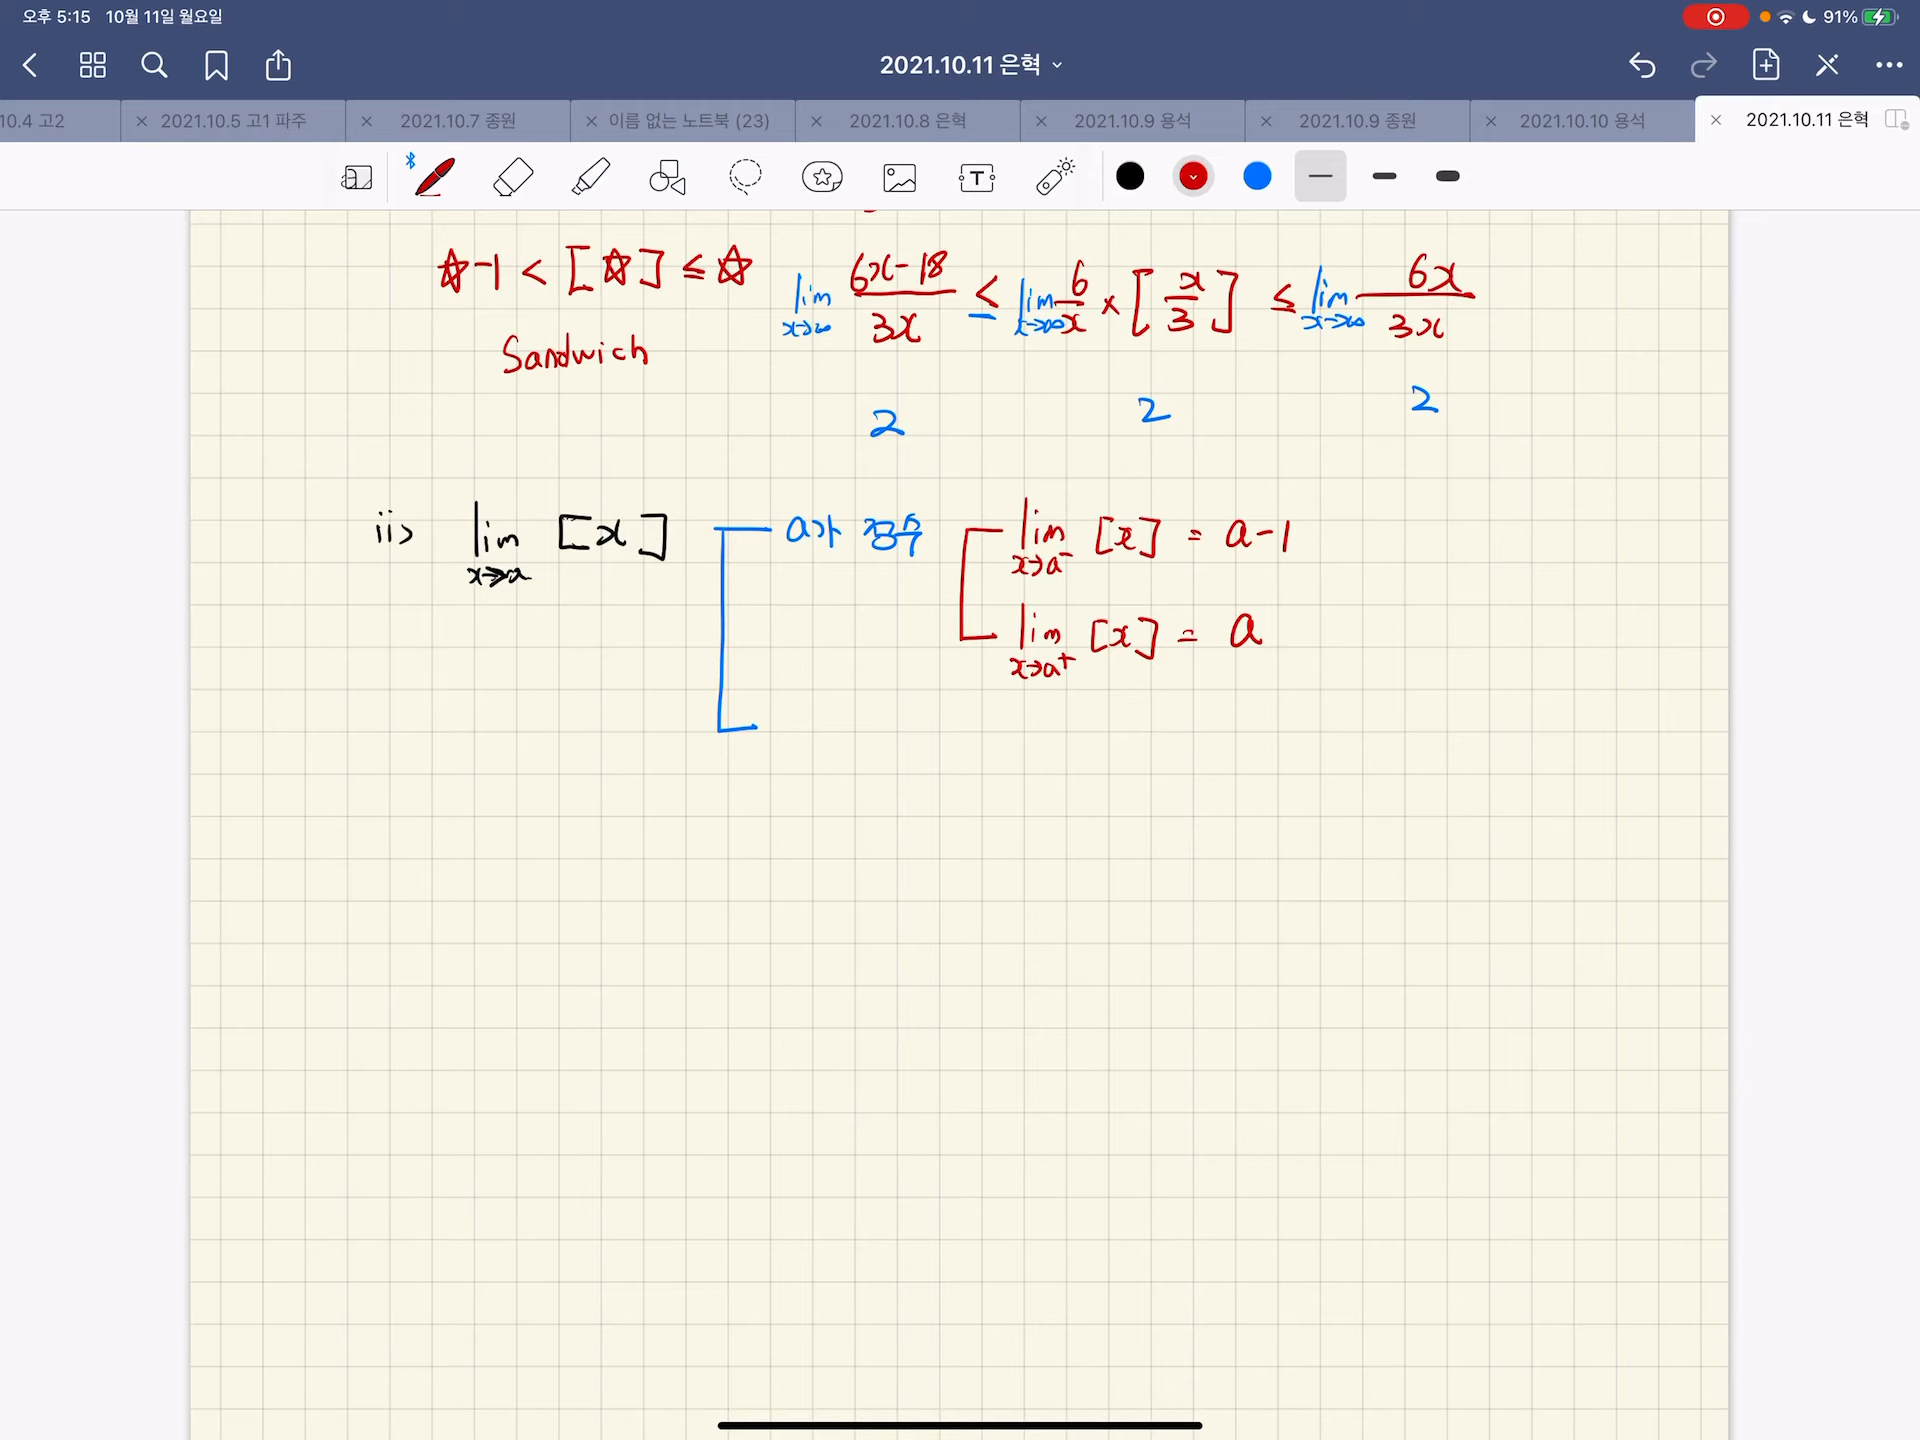 오후 5:15 10월 11일 월요일 91%
2021.10.11 은혁
10.4 고2 2021.10.5 고1 파주 2021.10.7 종원 이름 없는 노트북 (23) 2021.10.8 은혁 2021.10.9 용석 2021.10.9 종원 2021.10.10 용석 2021.10.11 은혁
☆-1 < [☆] ≤ ☆ lim x→∞ (6x-18)/(3x) ≤ lim x→∞ 6/x × [x/3] ≤ lim x→∞ 6x/3x
Sandwich
2 2 2
ii> lim x→a [x] a가 정수 lim x→a⁻ [x] = a-1
lim x→a⁺ [x] = a